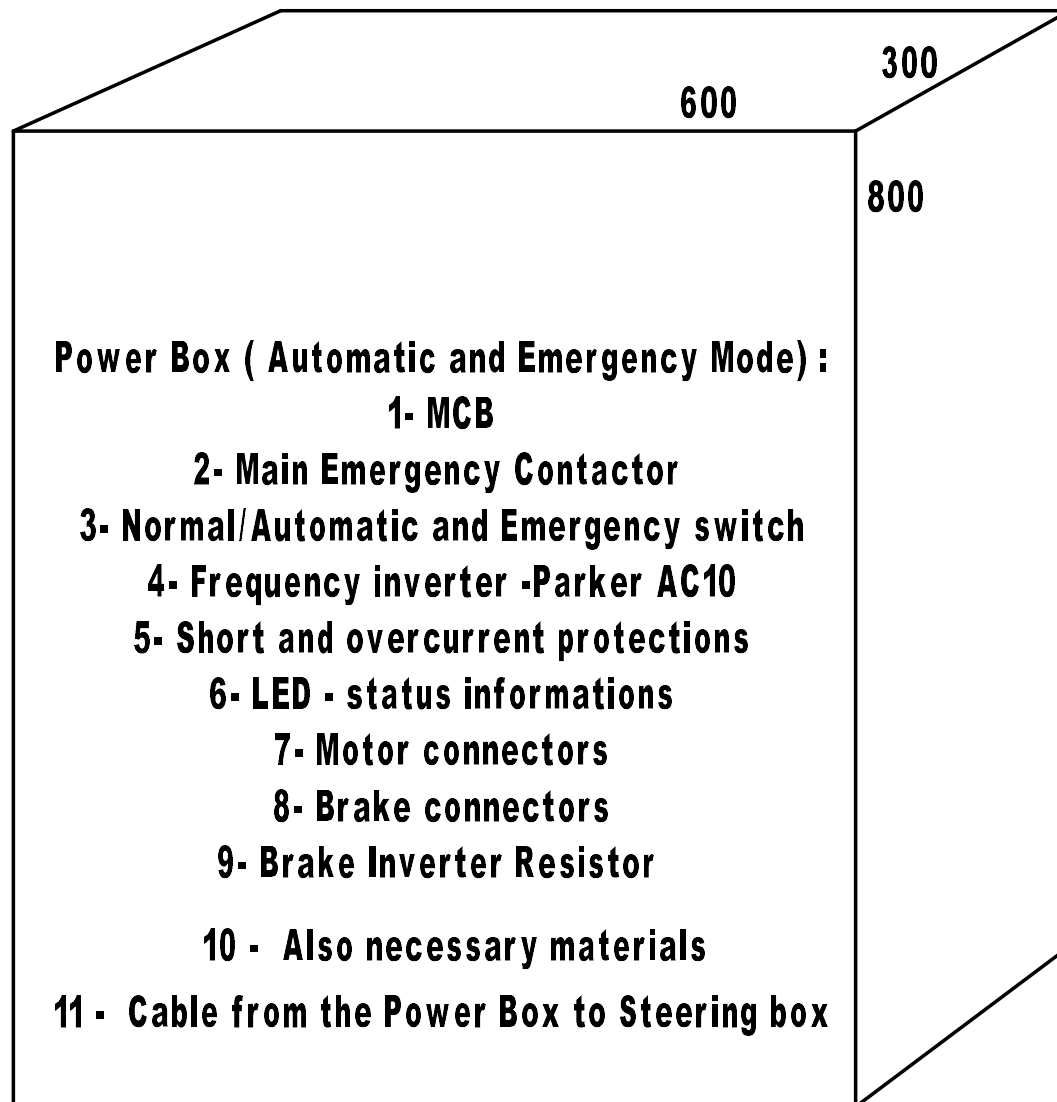 300
600
800
Power Box ( Automatic and Emergency Mode) :
1- MCB
2- Main Emergency Contactor
3- Normal/Automatic and Emergency switch
4- Frequency inverter -Parker AC10
5- Short and overcurrent protections
6- LED - status informations
7- Motor connectors
8- Brake connectors
9- Brake Inverter Resistor
10 - Also necessary materials
11 - Cable from the Power Box to Steering box